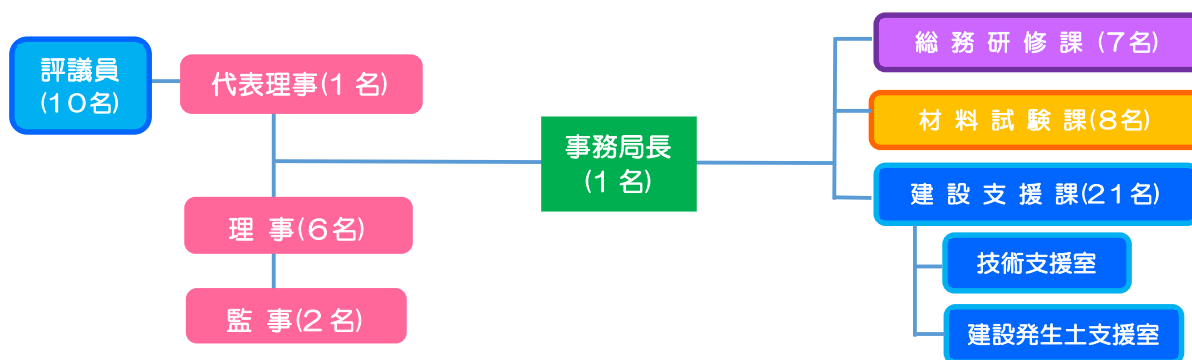 評議員
(10名)
代表理事(1 名)
理 事(6名)
監 事(2 名)
事務局長
(1 名)
総 務 研 修 課 (7名)
材 料 試 験 課(8名)
建 設 支 援 課(21名)
技術支援室
建設発生土支援室